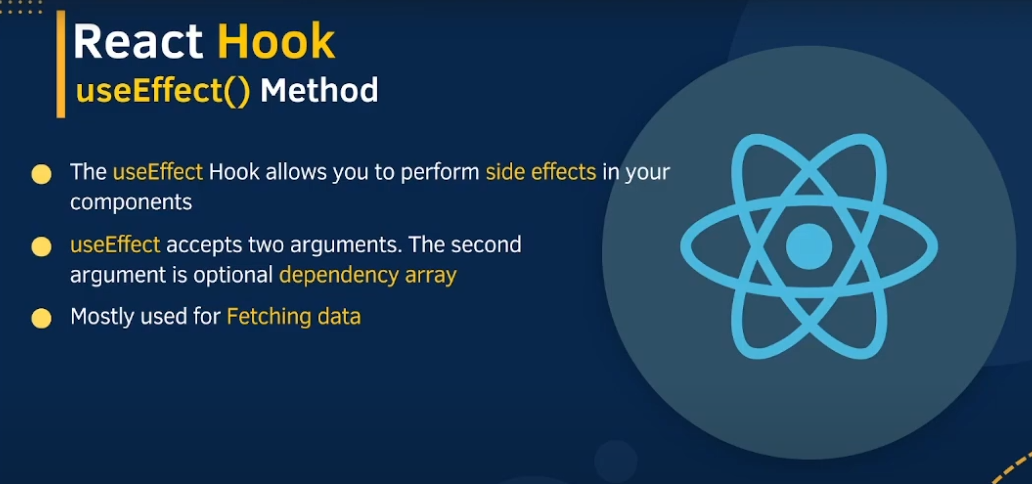 React Hook
useEffect() Method
The useEffect Hook allows you to perform side effects in your
components
useEffect accepts two arguments. The second
argument is optional dependency array
Mostly used for Fetching data